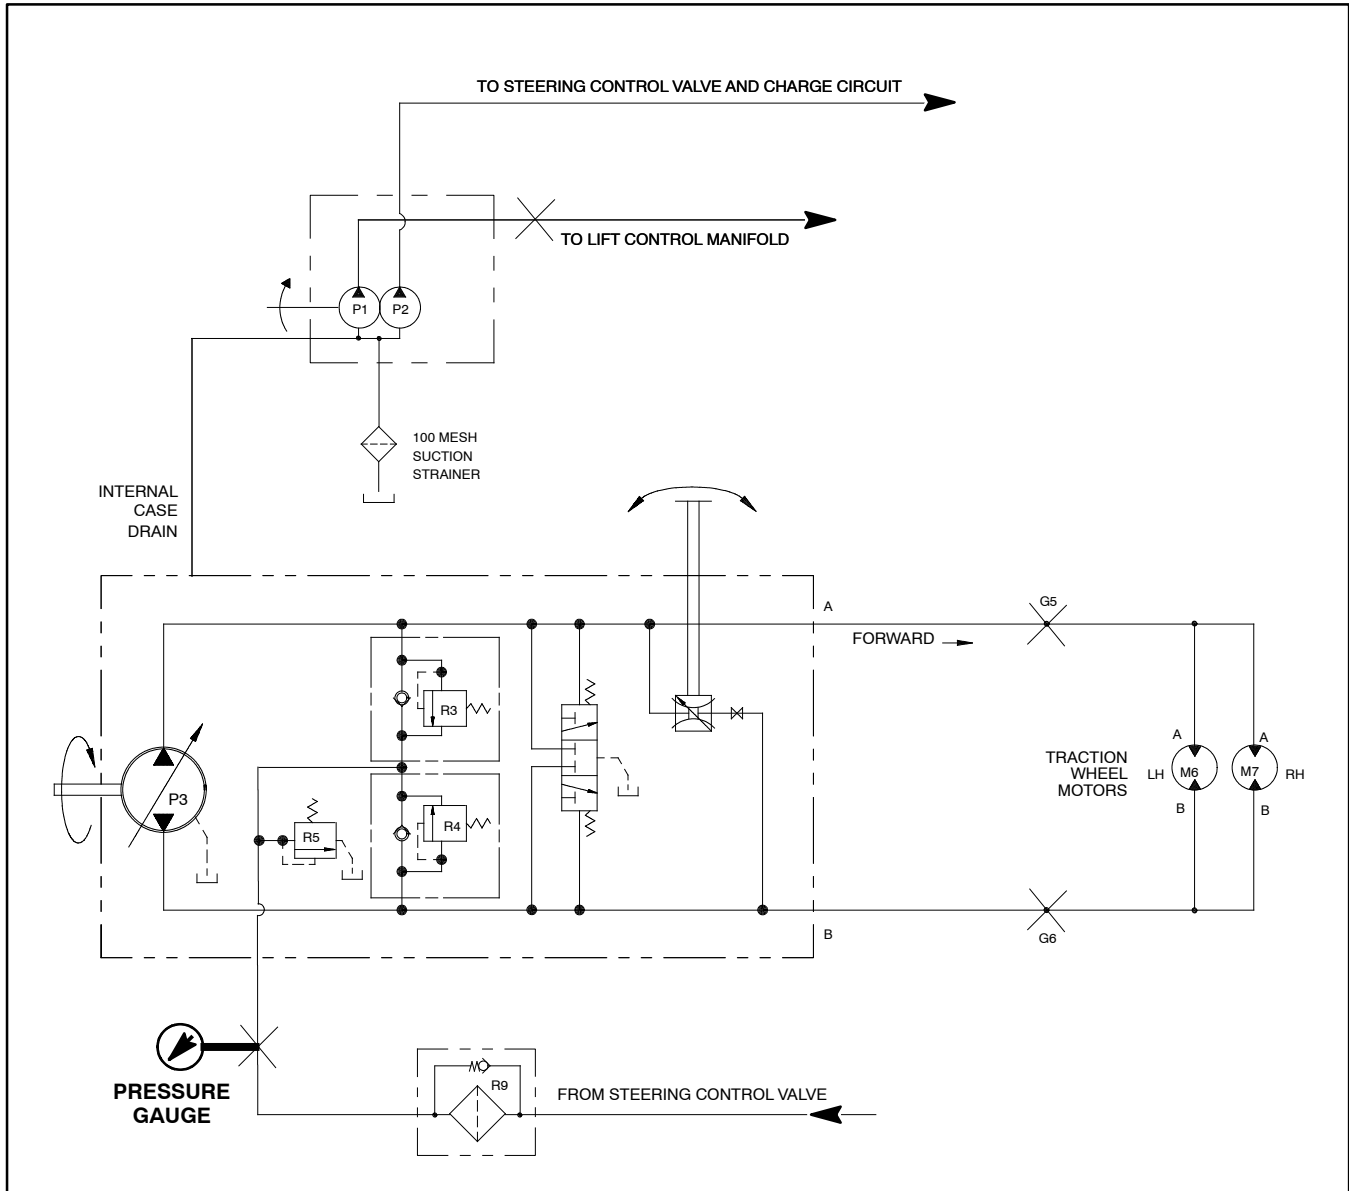 TO STEERING CONTROL VALVE AND CHARGE CIRCUIT
TO LIFT CONTROL MANIFOLD
P1
P2
100 MESH
SUCTION
STRAINER
INTERNAL
CASE
DRAIN
A
G5
FORWARD
R3
P3
R5
R4
TRACTION
WHEEL
MOTORS
LH
A
M6
B
A
M7
B
RH
B
G6
PRESSURE
GAUGE
R9
FROM STEERING CONTROL VALVE